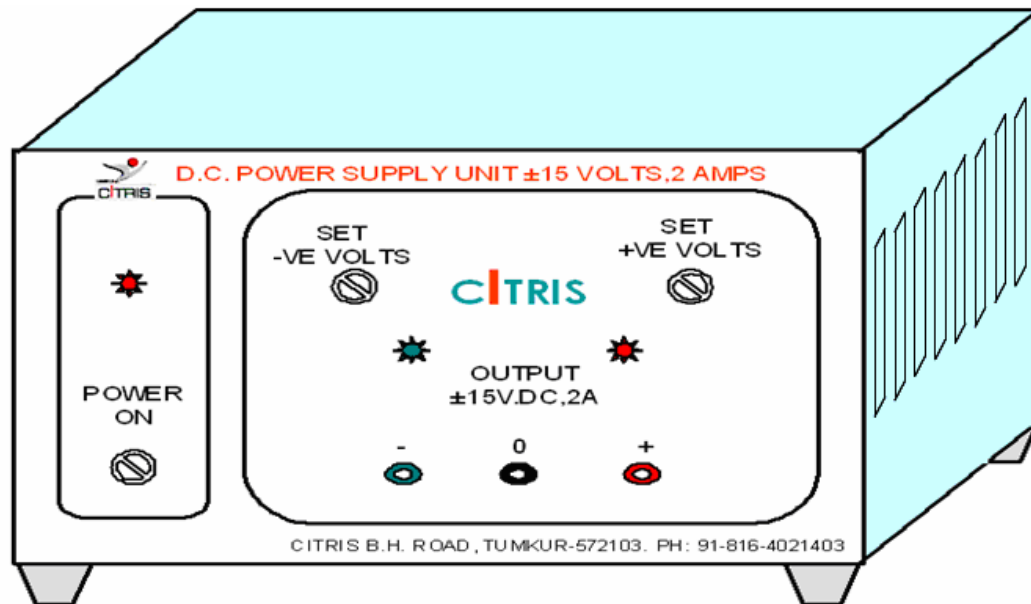 D.C. POWER SUPPLY UNIT ±15 VOLTS,2 AMPS
CITRIS
POWER
ON
SET
-VE VOLTS
SET
+VE VOLTS
CITRIS
OUTPUT
±15V.DC,2A
- 0 +
CITRIS B.H. ROAD, TUMKUR-572103. PH: 91-816-4021403